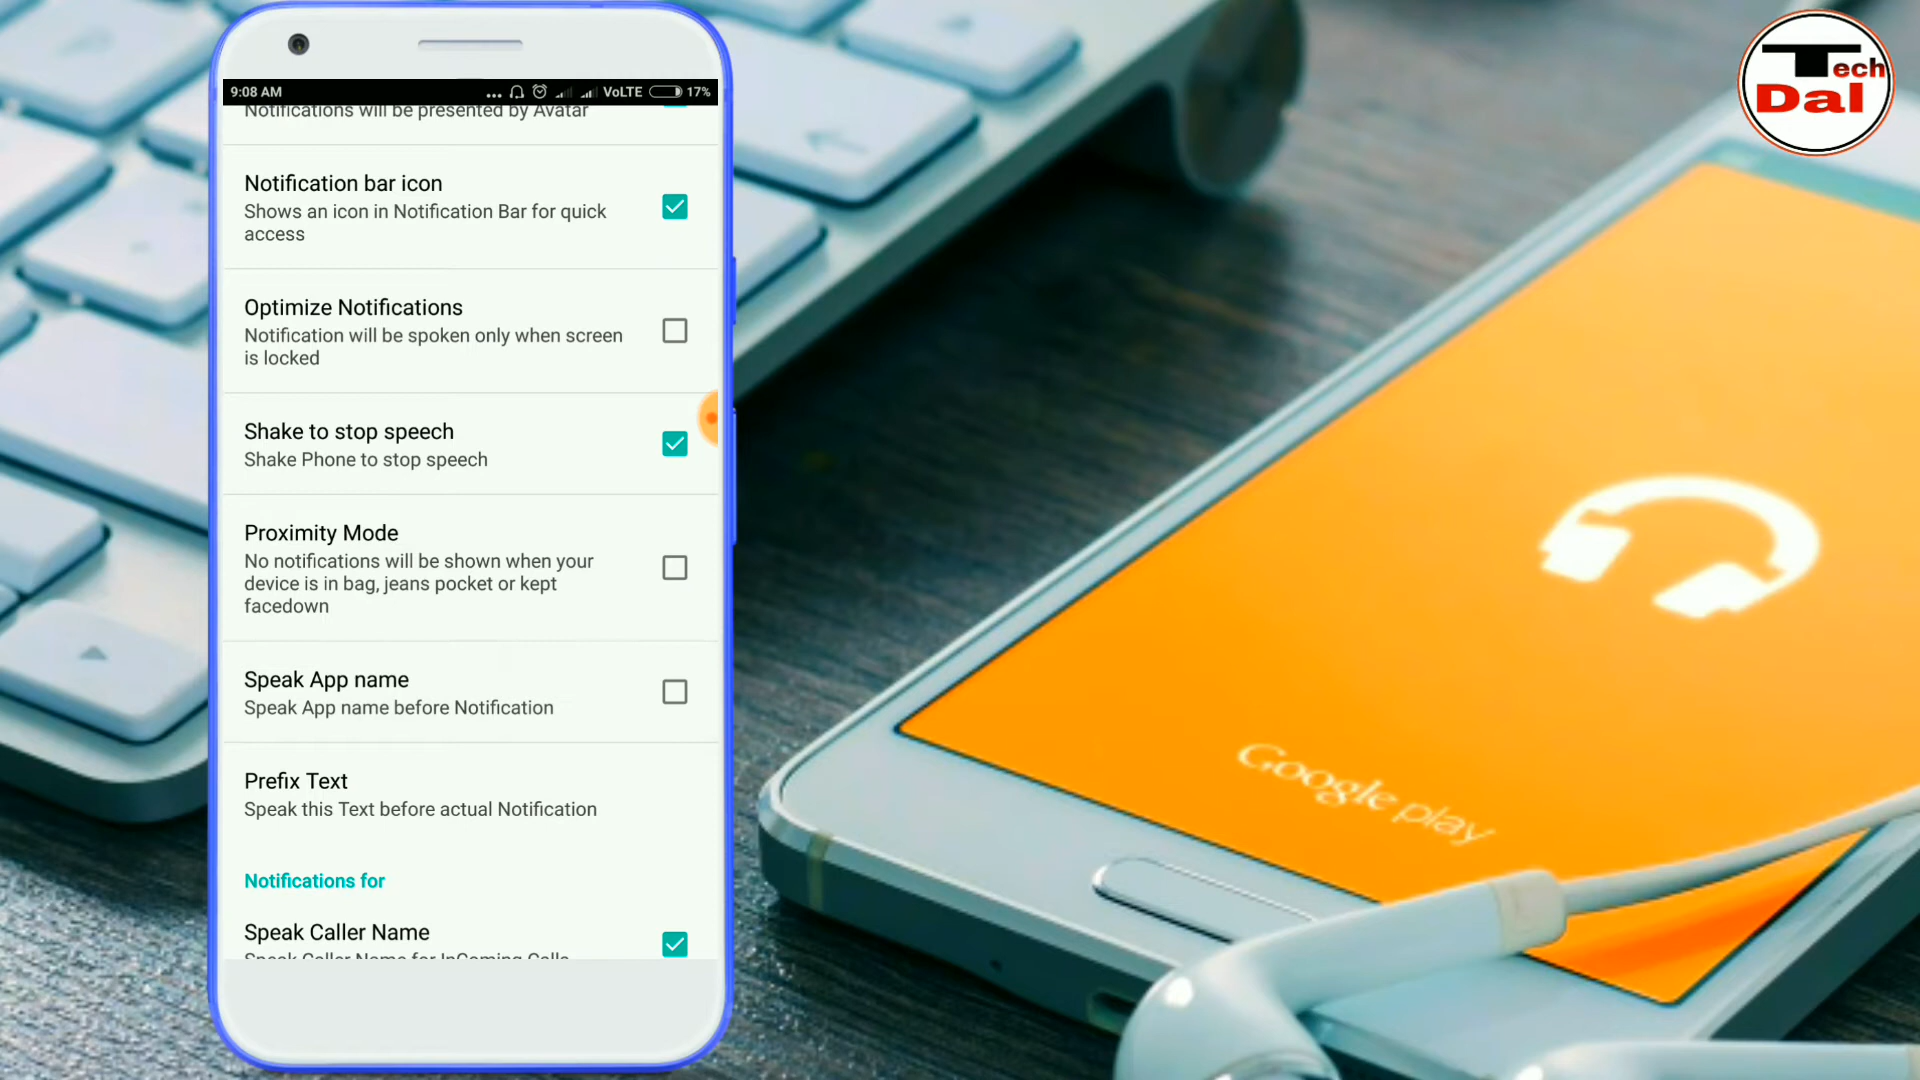 9:08 AM
VoLTE
17%
Notifications will be presented by Avatar
Notification bar icon
Shows an icon in Notification Bar for quick
access
Optimize Notifications
Notification will be spoken only when screen
is locked
Shake to stop speech
Shake Phone to stop speech
Proximity Mode
No notifications will be shown when your
device is in bag, jeans pocket or kept
facedown
Speak App name
Speak App name before Notification
Prefix Text
Speak this Text before actual Notification
Notifications for
Speak Caller Name
Speak Caller Name for InComing Calls
Tech
Dal
Google play